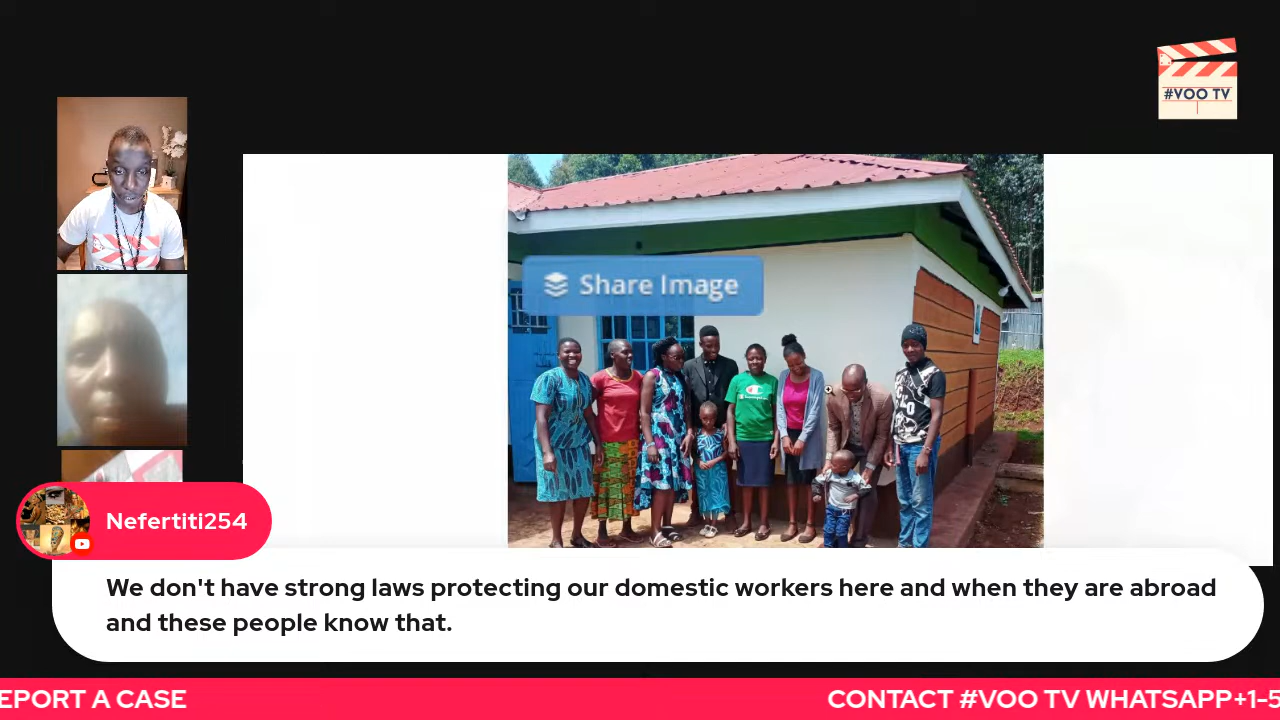 #VOO TV
Share Image
Nefertiti254
We don't have strong laws protecting our domestic workers here and when they are abroad
and these people know that.
EPORT A CASE
CONTACT #VOO TV WHATSAPP+1-5